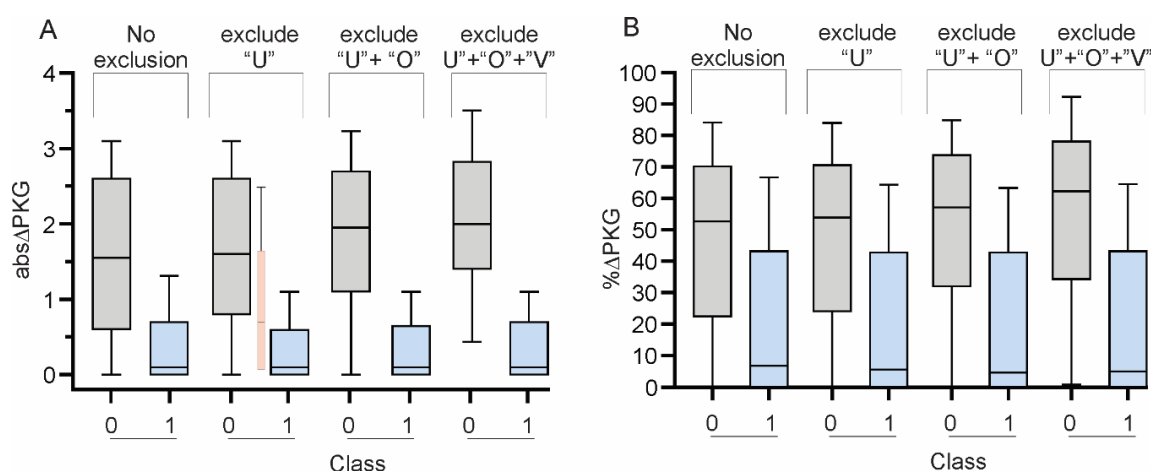 A
No
exclusion
exclude
“U”
exclude
“U”+ “O”
exclude
U”+“O”+”V”
absΔPKG
4
3
2
1
0
0 1 0 1 0 1 0 1
Class
B
No
exclusion
exclude
“U”
exclude
“U”+ “O”
exclude
U”+“O”+”V”
%ΔPKG
100
90
80
70
60
50
40
30
20
10
0
0 1 0 1 0 1 0 1
Class